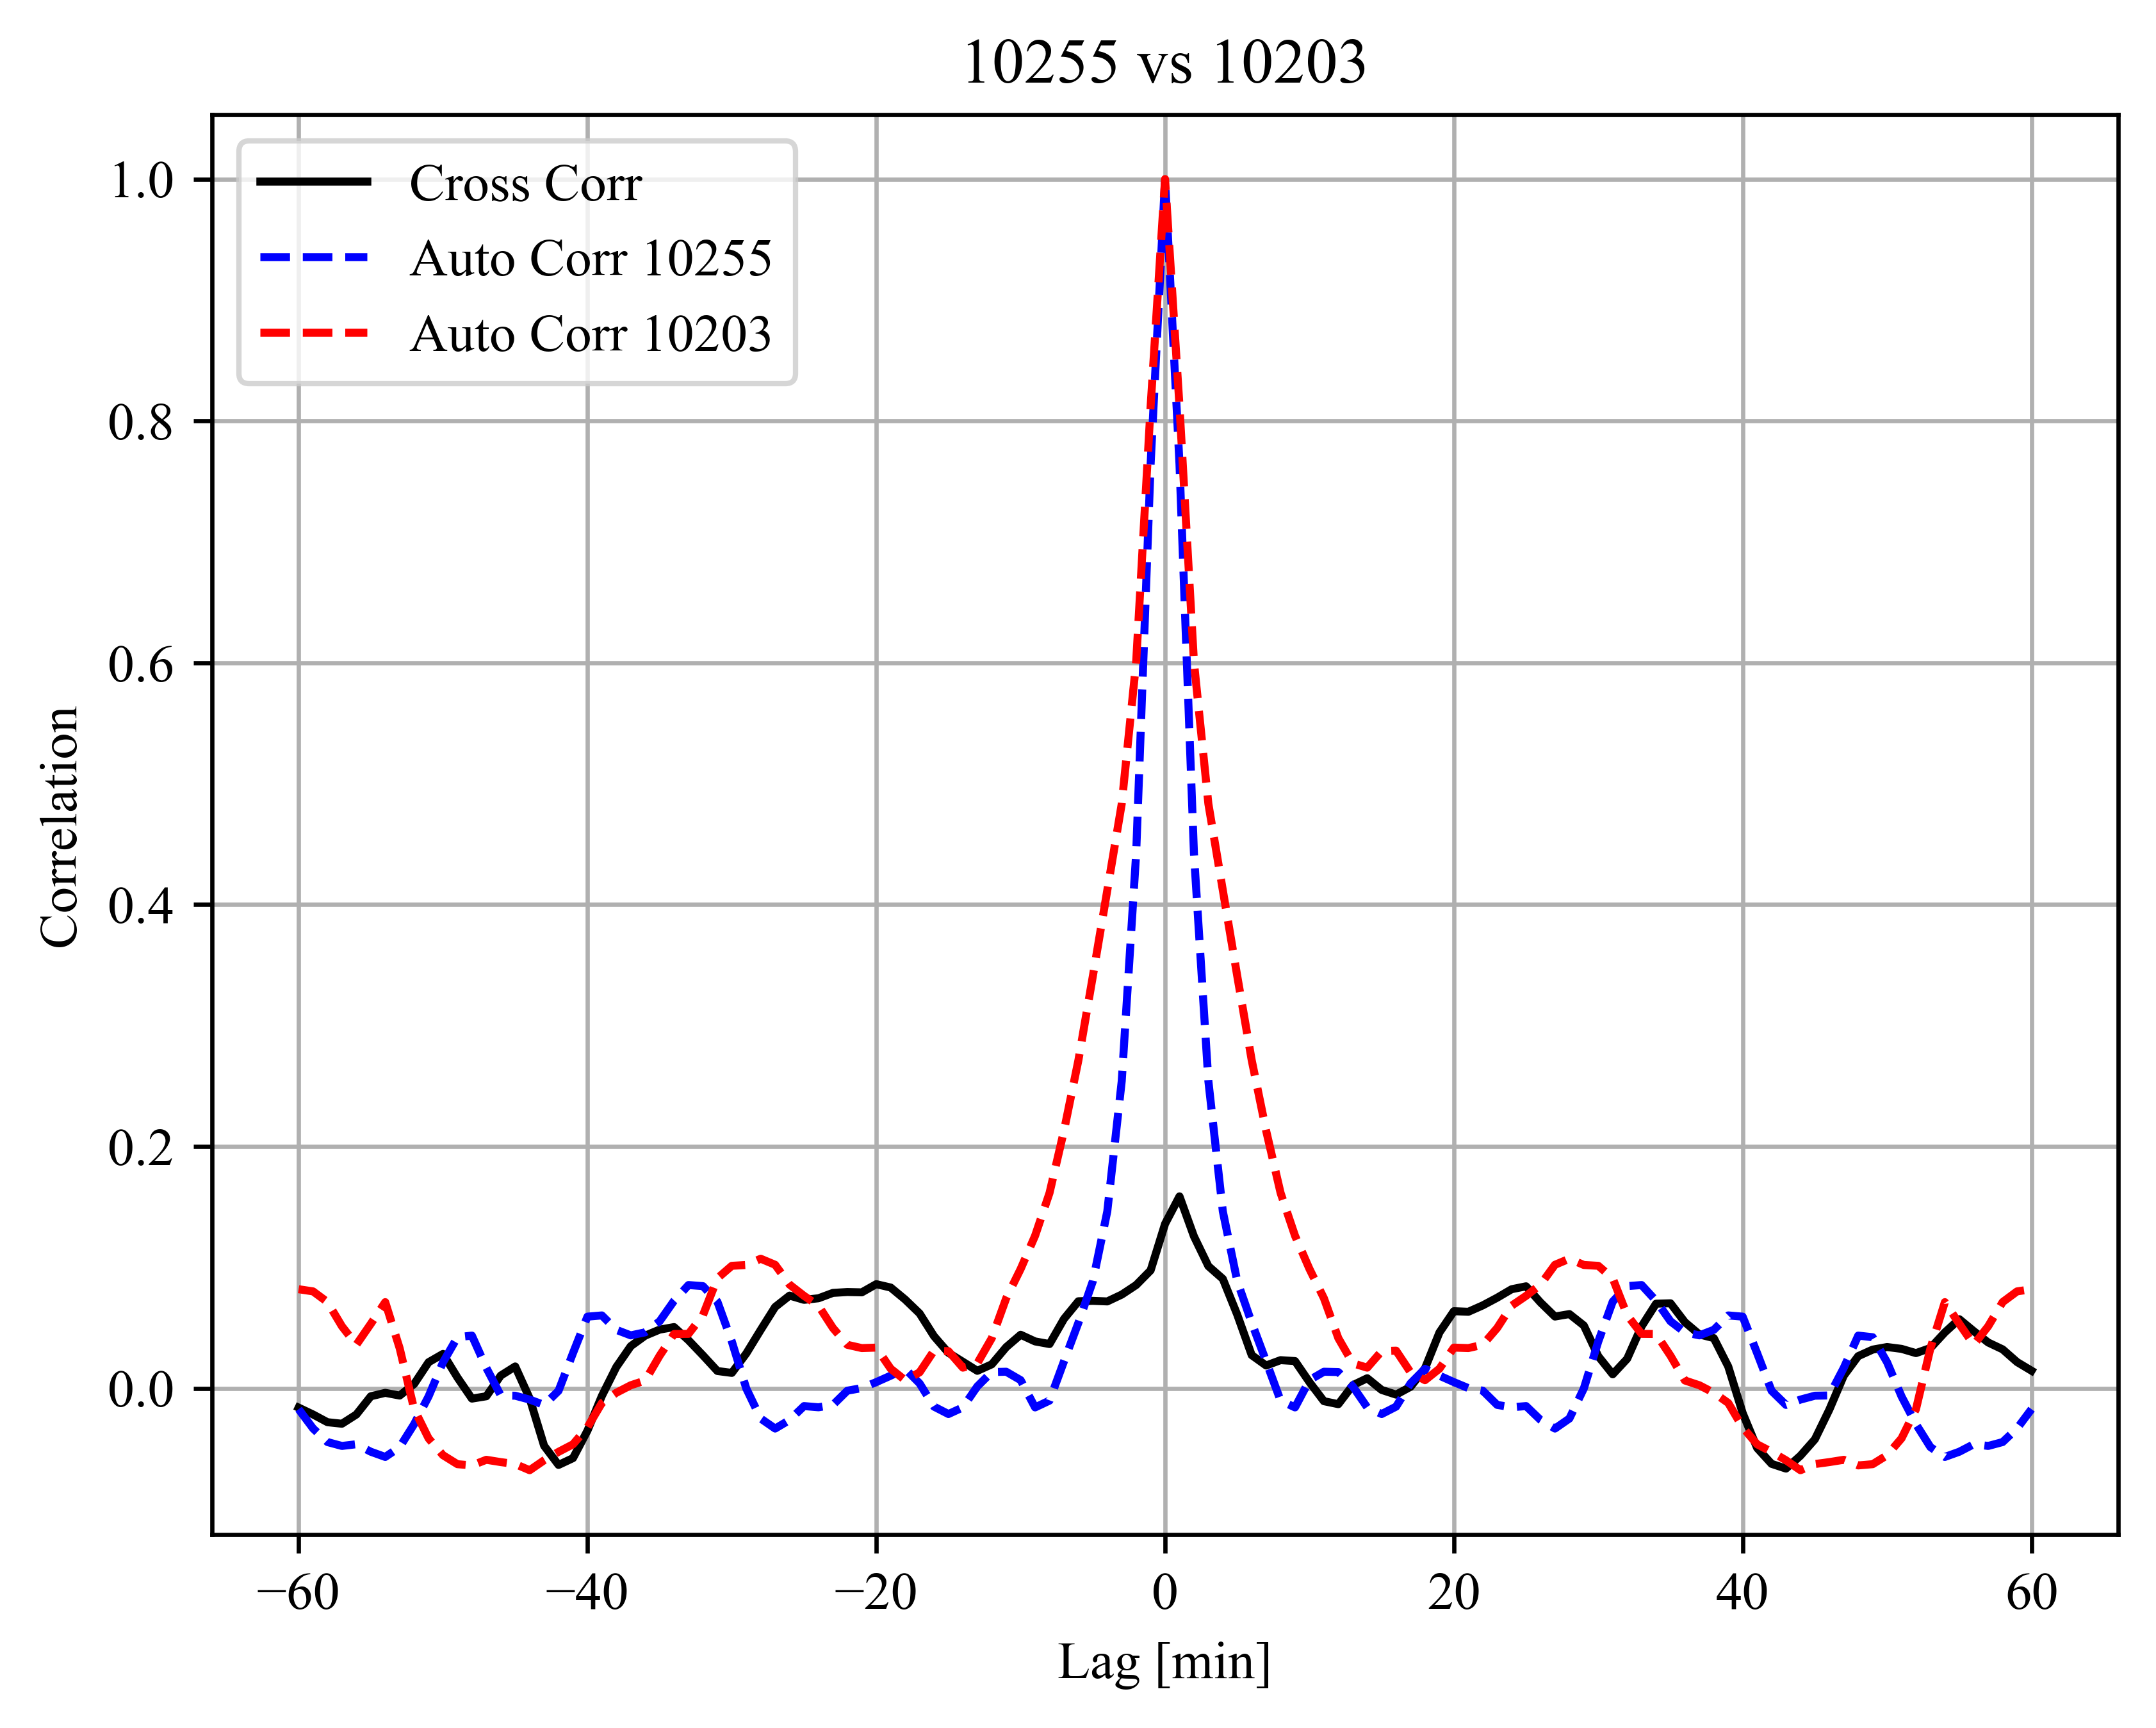 10255 vs 10203
Cross Corr
Auto Corr 10255
Auto Corr 10203
1.0
0.8
0.6
0.4
0.2
0.0
Correlation
−60 −40 −20 0 20 40 60
Lag [min]